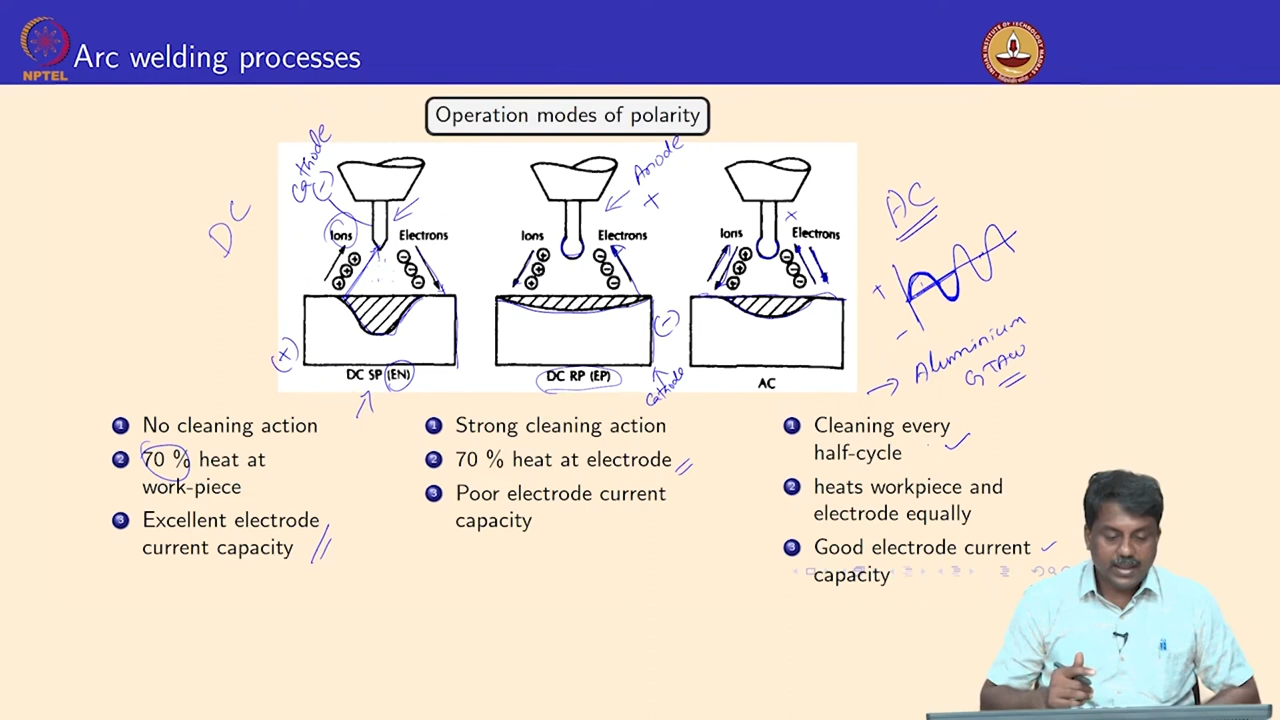 NPTEL
Arc welding processes
Operation modes of polarity
Cathode
(-)
DC
Ions
Electrons
(+)
DC SP (EN)
Anode
+
Ions
Electrons
(-)
Cathode
DC RP (EP)
+
Ions
Electrons
AC
AC
+
-
Aluminium
GTAW
1 No cleaning action
2 70 % heat at
work-piece
3 Excellent electrode
current capacity
1 Strong cleaning action
2 70 % heat at electrode
3 Poor electrode current
capacity
1 Cleaning every
half-cycle
2 heats workpiece and
electrode equally
3 Good electrode current
capacity